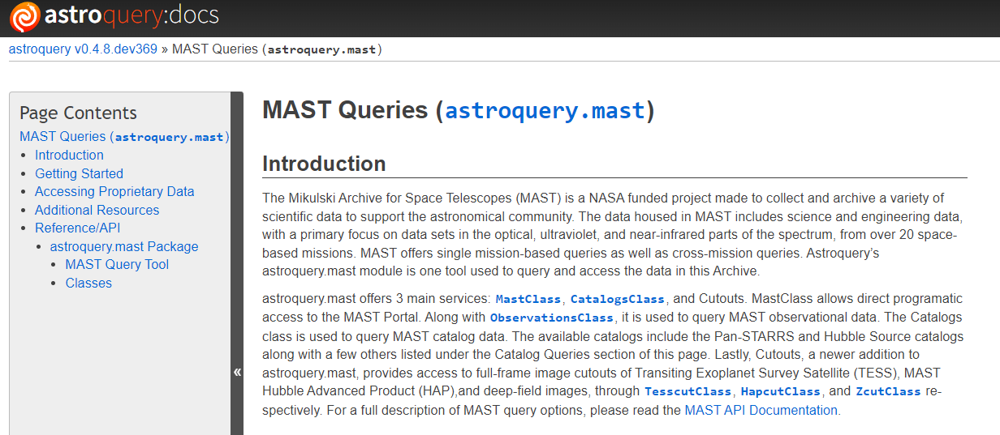 astroquery:docs
astroquery v0.4.8.dev369 » MAST Queries (astroquery.mast)
Page Contents
MAST Queries (astroquery.mast)
• Introduction
• Getting Started
• Accessing Proprietary Data
• Additional Resources
• Reference/API
• astroquery.mast Package
• MAST Query Tool
• Classes
«
MAST Queries (astroquery.mast)
Introduction
The Mikulski Archive for Space Telescopes (MAST) is a NASA funded project made to collect and archive a variety of
scientific data to support the astronomical community. The data housed in MAST includes science and engineering data,
with a primary focus on data sets in the optical, ultraviolet, and near-infrared parts of the spectrum, from over 20 space-
based missions. MAST offers single mission-based queries as well as cross-mission queries. Astroquery’s
astroquery.mast module is one tool used to query and access the data in this Archive.
astroquery.mast offers 3 main services: MastClass, CatalogsClass, and Cutouts. MastClass allows direct programatic
access to the MAST Portal. Along with ObservationsClass, it is used to query MAST observational data. The Catalogs
class is used to query MAST catalog data. The available catalogs include the Pan-STARRS and Hubble Source catalogs
along with a few others listed under the Catalog Queries section of this page. Lastly, Cutouts, a newer addition to
astroquery.mast, provides access to full-frame image cutouts of Transiting Exoplanet Survey Satellite (TESS), MAST
Hubble Advanced Product (HAP),and deep-field images, through TesscutClass, HapcutClass, and ZcutClass re-
spectively. For a full description of MAST query options, please read the MAST API Documentation.